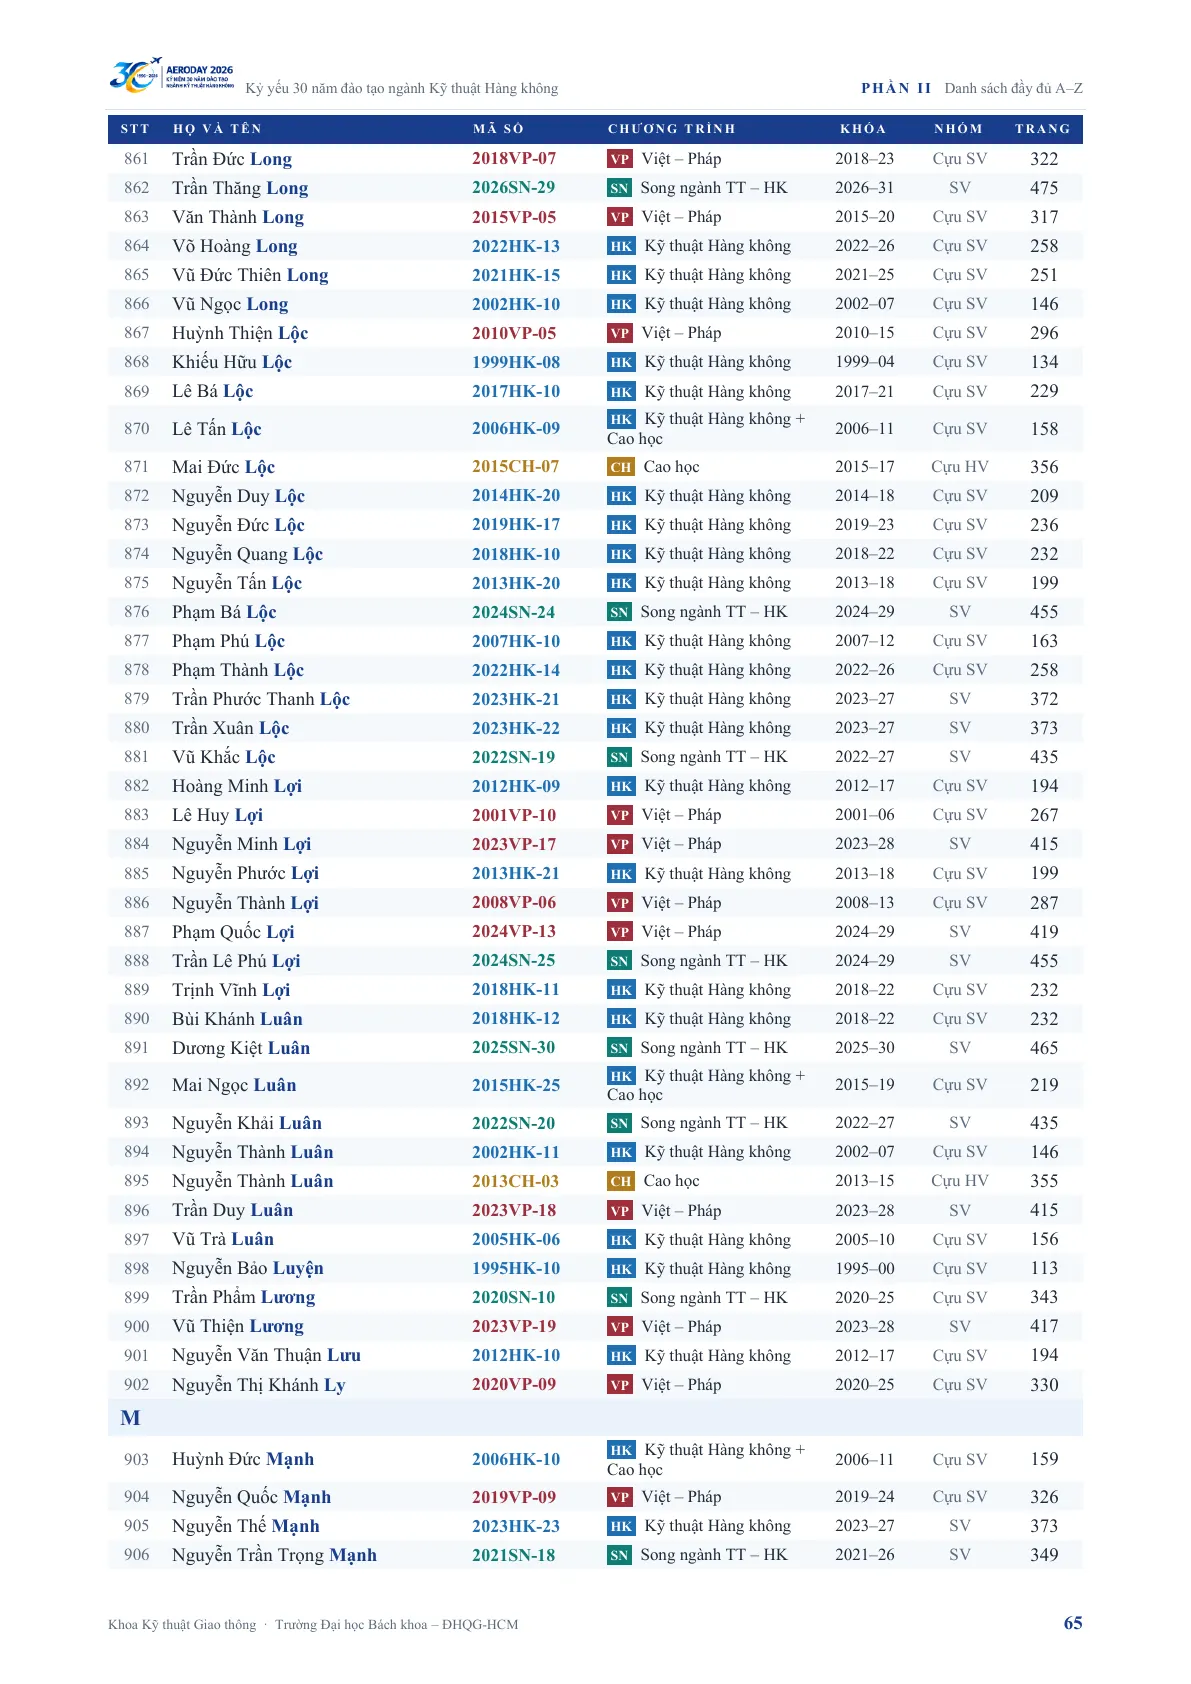 30 1996-2026 AERODAY 2026
KỶ NIỆM 30 NĂM ĐÀO TẠO
NGÀNH KỸ THUẬT HÀNG KHÔNG
Kỷ yếu 30 năm đào tạo ngành Kỹ thuật Hàng không PHẦN II Danh sách đầy đủ A–Z
STT HỌ VÀ TÊN MÃ SỐ CHƯƠNG TRÌNH KHÓA NHÓM TRANG
861 Trần Đức Long 2018VP-07 VP Việt – Pháp 2018–23 Cựu SV 322
862 Trần Thăng Long 2026SN-29 SN Song ngành TT – HK 2026–31 SV 475
863 Văn Thành Long 2015VP-05 VP Việt – Pháp 2015–20 Cựu SV 317
864 Võ Hoàng Long 2022HK-13 HK Kỹ thuật Hàng không 2022–26 Cựu SV 258
865 Vũ Đức Thiên Long 2021HK-15 HK Kỹ thuật Hàng không 2021–25 Cựu SV 251
866 Vũ Ngọc Long 2002HK-10 HK Kỹ thuật Hàng không 2002–07 Cựu SV 146
867 Huỳnh Thiện Lộc 2010VP-05 VP Việt – Pháp 2010–15 Cựu SV 296
868 Khiếu Hữu Lộc 1999HK-08 HK Kỹ thuật Hàng không 1999–04 Cựu SV 134
869 Lê Bá Lộc 2017HK-10 HK Kỹ thuật Hàng không 2017–21 Cựu SV 229
870 Lê Tấn Lộc 2006HK-09 HK Kỹ thuật Hàng không + 2006–11 Cựu SV 158
Cao học
871 Mai Đức Lộc 2015CH-07 CH Cao học 2015–17 Cựu HV 356
872 Nguyễn Duy Lộc 2014HK-20 HK Kỹ thuật Hàng không 2014–18 Cựu SV 209
873 Nguyễn Đức Lộc 2019HK-17 HK Kỹ thuật Hàng không 2019–23 Cựu SV 236
874 Nguyễn Quang Lộc 2018HK-10 HK Kỹ thuật Hàng không 2018–22 Cựu SV 232
875 Nguyễn Tấn Lộc 2013HK-20 HK Kỹ thuật Hàng không 2013–18 Cựu SV 199
876 Phạm Bá Lộc 2024SN-24 SN Song ngành TT – HK 2024–29 SV 455
877 Phạm Phú Lộc 2007HK-10 HK Kỹ thuật Hàng không 2007–12 Cựu SV 163
878 Phạm Thành Lộc 2022HK-14 HK Kỹ thuật Hàng không 2022–26 Cựu SV 258
879 Trần Phước Thanh Lộc 2023HK-21 HK Kỹ thuật Hàng không 2023–27 SV 372
880 Trần Xuân Lộc 2023HK-22 HK Kỹ thuật Hàng không 2023–27 SV 373
881 Vũ Khắc Lộc 2022SN-19 SN Song ngành TT – HK 2022–27 SV 435
882 Hoàng Minh Lợi 2012HK-09 HK Kỹ thuật Hàng không 2012–17 Cựu SV 194
883 Lê Huy Lợi 2001VP-10 VP Việt – Pháp 2001–06 Cựu SV 267
884 Nguyễn Minh Lợi 2023VP-17 VP Việt – Pháp 2023–28 SV 415
885 Nguyễn Phước Lợi 2013HK-21 HK Kỹ thuật Hàng không 2013–18 Cựu SV 199
886 Nguyễn Thành Lợi 2008VP-06 VP Việt – Pháp 2008–13 Cựu SV 287
887 Phạm Quốc Lợi 2024VP-13 VP Việt – Pháp 2024–29 SV 419
888 Trần Lê Phú Lợi 2024SN-25 SN Song ngành TT – HK 2024–29 SV 455
889 Trịnh Vĩnh Lợi 2018HK-11 HK Kỹ thuật Hàng không 2018–22 Cựu SV 232
890 Bùi Khánh Luân 2018HK-12 HK Kỹ thuật Hàng không 2018–22 Cựu SV 232
891 Dương Kiệt Luân 2025SN-30 SN Song ngành TT – HK 2025–30 SV 465
892 Mai Ngọc Luân 2015HK-25 HK Kỹ thuật Hàng không + 2015–19 Cựu SV 219
Cao học
893 Nguyễn Khải Luân 2022SN-20 SN Song ngành TT – HK 2022–27 SV 435
894 Nguyễn Thành Luân 2002HK-11 HK Kỹ thuật Hàng không 2002–07 Cựu SV 146
895 Nguyễn Thành Luân 2013CH-03 CH Cao học 2013–15 Cựu HV 355
896 Trần Duy Luân 2023VP-18 VP Việt – Pháp 2023–28 SV 415
897 Vũ Trà Luân 2005HK-06 HK Kỹ thuật Hàng không 2005–10 Cựu SV 156
898 Nguyễn Bảo Luyện 1995HK-10 HK Kỹ thuật Hàng không 1995–00 Cựu SV 113
899 Trần Phẩm Lương 2020SN-10 SN Song ngành TT – HK 2020–25 Cựu SV 343
900 Vũ Thiện Lương 2023VP-19 VP Việt – Pháp 2023–28 SV 417
901 Nguyễn Văn Thuận Lưu 2012HK-10 HK Kỹ thuật Hàng không 2012–17 Cựu SV 194
902 Nguyễn Thị Khánh Ly 2020VP-09 VP Việt – Pháp 2020–25 Cựu SV 330
M
903 Huỳnh Đức Mạnh 2006HK-10 HK Kỹ thuật Hàng không + 2006–11 Cựu SV 159
Cao học
904 Nguyễn Quốc Mạnh 2019VP-09 VP Việt – Pháp 2019–24 Cựu SV 326
905 Nguyễn Thế Mạnh 2023HK-23 HK Kỹ thuật Hàng không 2023–27 SV 373
906 Nguyễn Trần Trọng Mạnh 2021SN-18 SN Song ngành TT – HK 2021–26 SV 349
Khoa Kỹ thuật Giao thông · Trường Đại học Bách khoa – ĐHQG-HCM 65